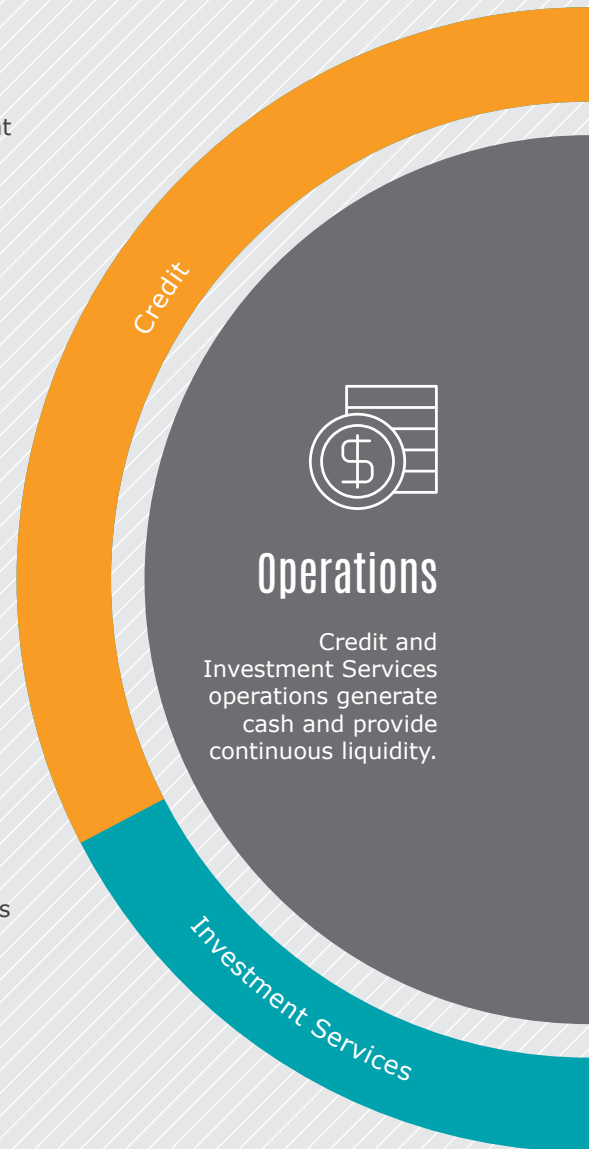 Credit
$
Operations
Credit and
Investment Services
operations generate
cash and provide
continuous liquidity.
Investment Services